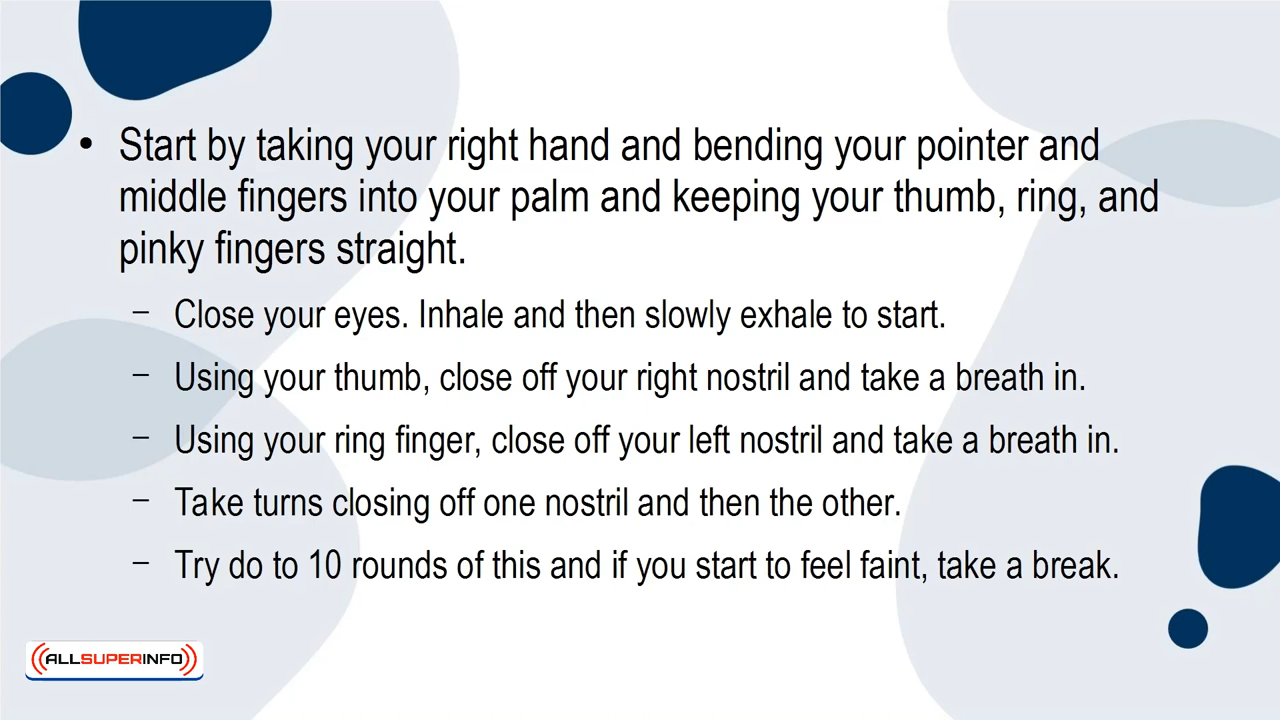 • Start by taking your right hand and bending your pointer and
middle fingers into your palm and keeping your thumb, ring, and
pinky fingers straight.
– Close your eyes. Inhale and then slowly exhale to start.
– Using your thumb, close off your right nostril and take a breath in.
– Using your ring finger, close off your left nostril and take a breath in.
– Take turns closing off one nostril and then the other.
– Try do to 10 rounds of this and if you start to feel faint, take a break.
ALLSUPERINFO